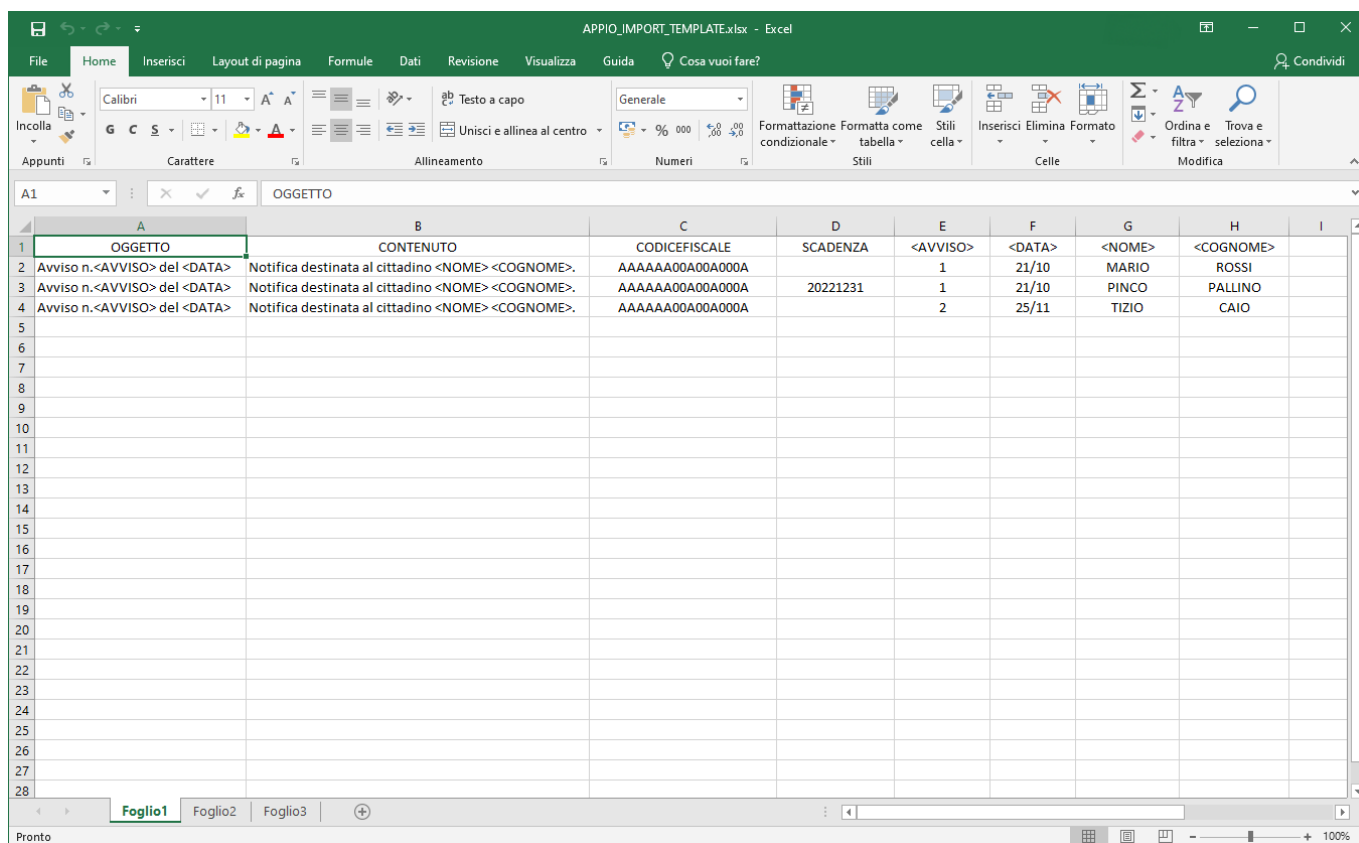 APPIO_IMPORT_TEMPLATE.xlsx - Excel
File Home Inserisci Layout di pagina Formule Dati Revisione Visualizza Guida Cosa vuoi fare? Condividi
Calibri 11 A A ab Testo a capo Generale
Incolla G C S A Unisci e allinea al centro % 000 Formattazione condizionale Formatta come tabella Stili cella Inserisci Elimina Formato Ordina e filtra Trova e seleziona
Appunti Carattere Allineamento Numeri Stili Celle Modifica
A1 fx OGGETTO
A B C D E F G H I
1 OGGETTO CONTENUTO CODICEFISCALE SCADENZA <AVVISO> <DATA> <NOME> <COGNOME>
2 Avviso n.<AVVISO> del <DATA> Notifica destinata al cittadino <NOME> <COGNOME>. AAAAAA00A00A000A 1 21/10 MARIO ROSSI
3 Avviso n.<AVVISO> del <DATA> Notifica destinata al cittadino <NOME> <COGNOME>. AAAAAA00A00A000A 20221231 1 21/10 PINCO PALLINO
4 Avviso n.<AVVISO> del <DATA> Notifica destinata al cittadino <NOME> <COGNOME>. AAAAAA00A00A000A 2 25/11 TIZIO CAIO
5
6
7
8
9
10
11
12
13
14
15
16
17
18
19
20
21
22
23
24
25
26
27
28
Foglio1 Foglio2 Foglio3
Pronto 100%